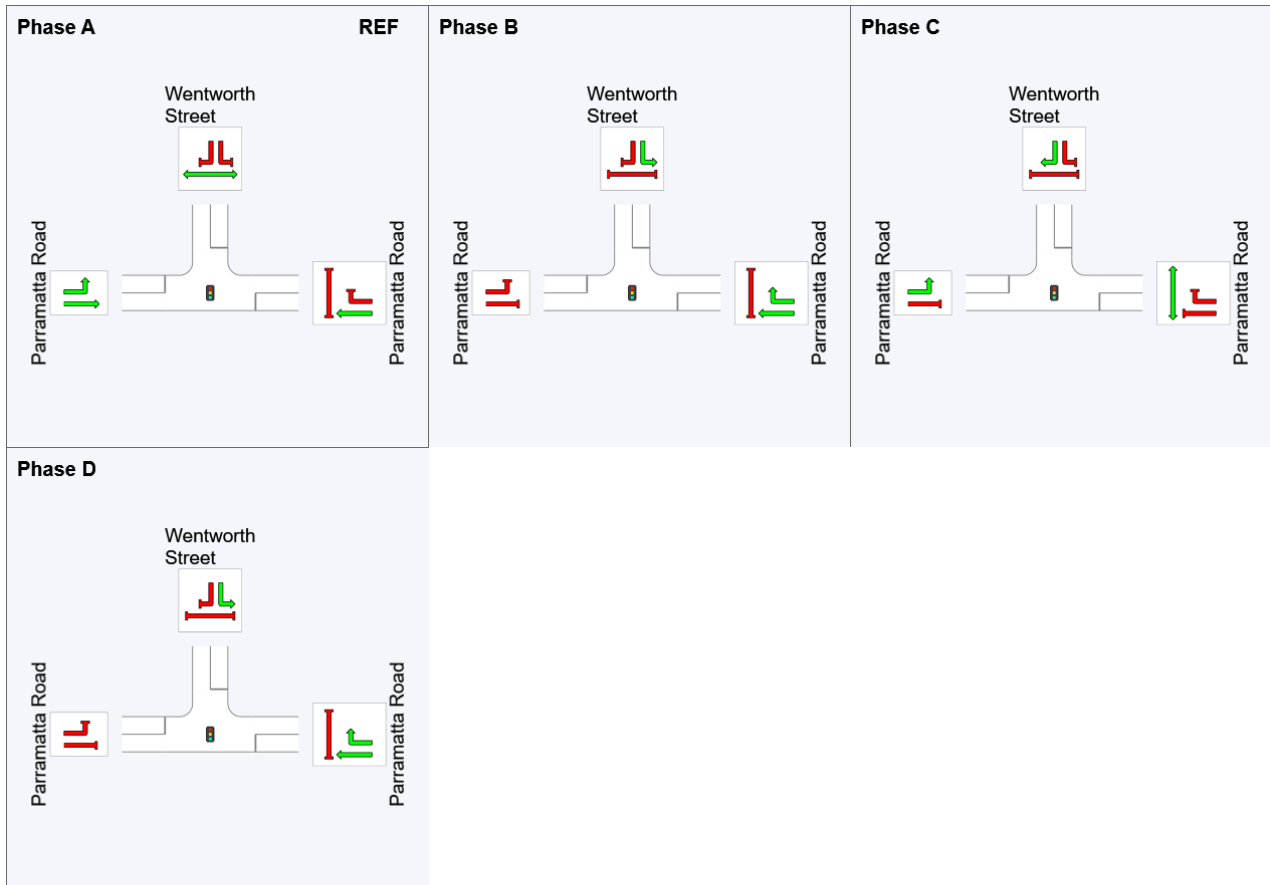 Phase A
REF
Wentworth
Street
Parramatta Road
Parramatta Road
Phase B
Wentworth
Street
Parramatta Road
Parramatta Road
Phase C
Wentworth
Street
Parramatta Road
Parramatta Road
Phase D
Wentworth
Street
Parramatta Road
Parramatta Road